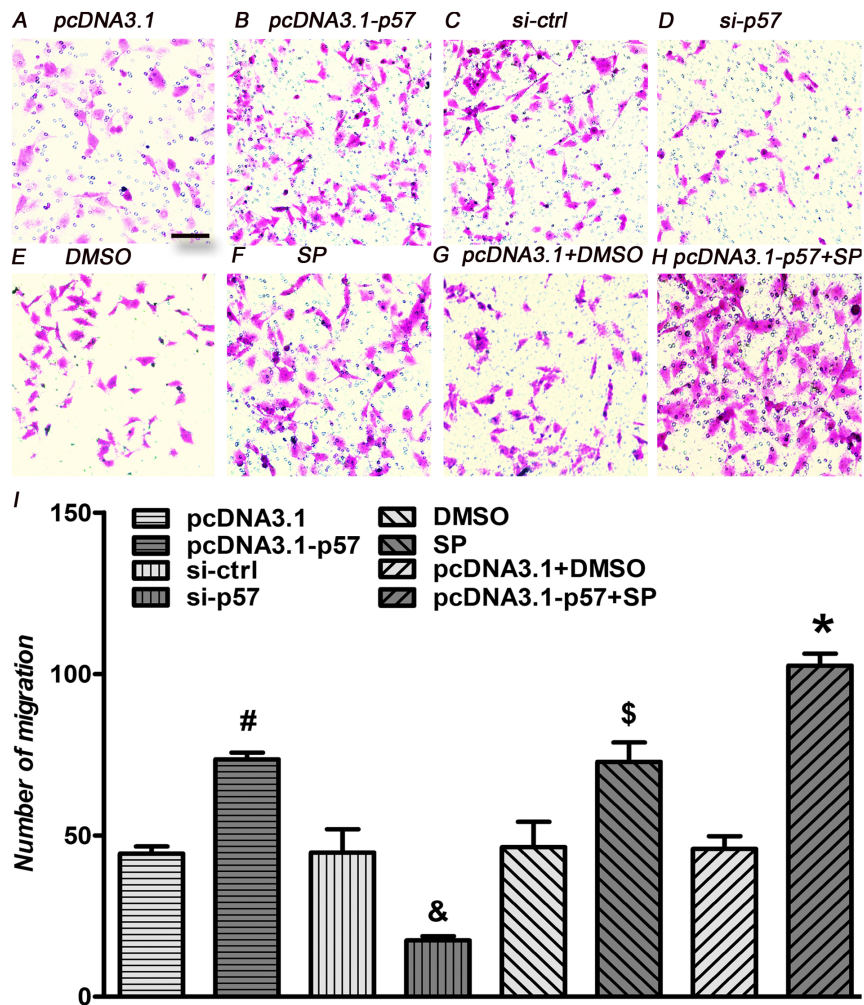 A pcDNA3.1 B pcDNA3.1-p57 C si-ctrl D si-p57
E DMSO F SP G pcDNA3.1+DMSO H pcDNA3.1-p57+SP
I
150
pcDNA3.1 DMSO
pcDNA3.1-p57 SP
si-ctrl pcDNA3.1+DMSO
si-p57 pcDNA3.1-p57+SP
*
100
$
#
Number of migration
50
&
0